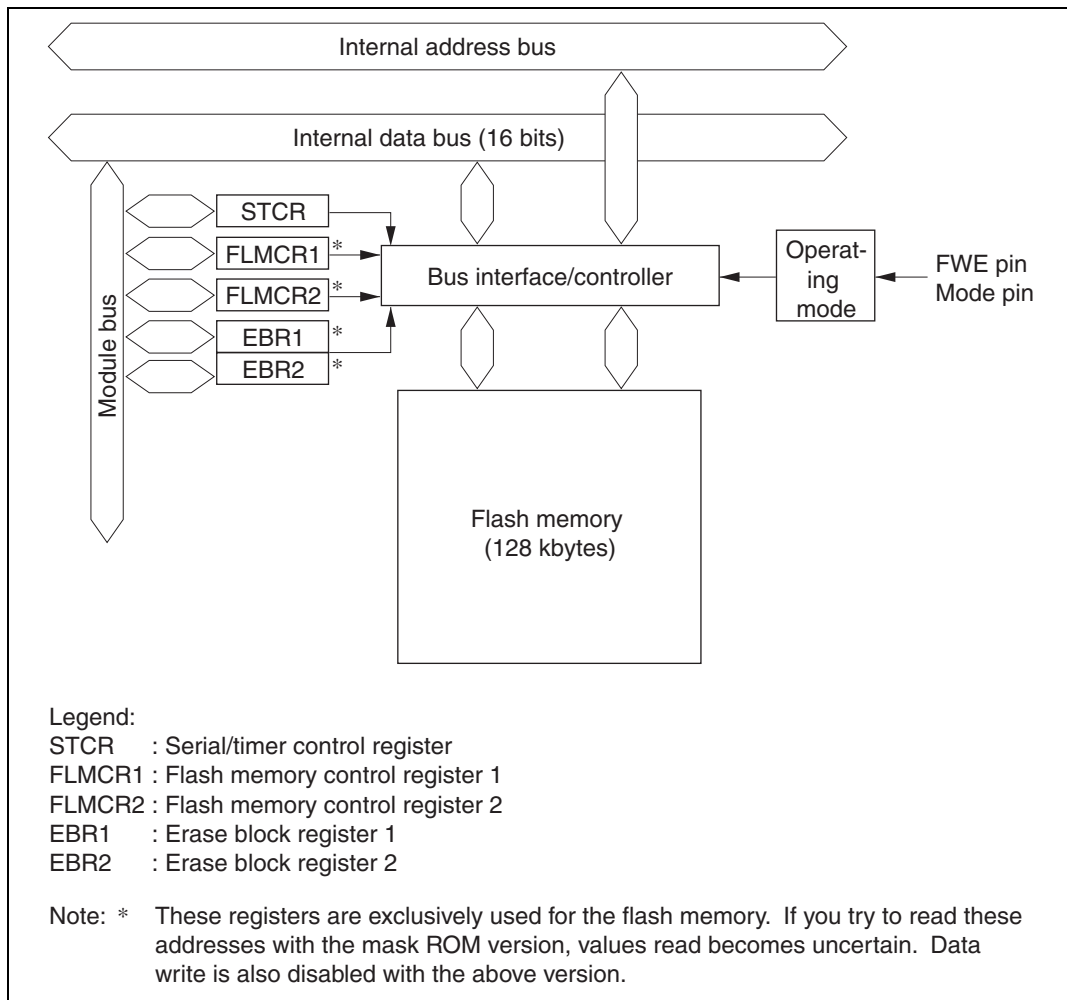 Internal address bus
Internal data bus (16 bits)
Module bus
STCR
FLMCR1 *
FLMCR2 *
EBR1 *
EBR2 *
Bus interface/controller
Operat-
ing
mode
FWE pin
Mode pin
Flash memory
(128 kbytes)
Legend:
STCR : Serial/timer control register
FLMCR1 : Flash memory control register 1
FLMCR2 : Flash memory control register 2
EBR1 : Erase block register 1
EBR2 : Erase block register 2
Note: * These registers are exclusively used for the flash memory. If you try to read these
addresses with the mask ROM version, values read becomes uncertain. Data
write is also disabled with the above version.